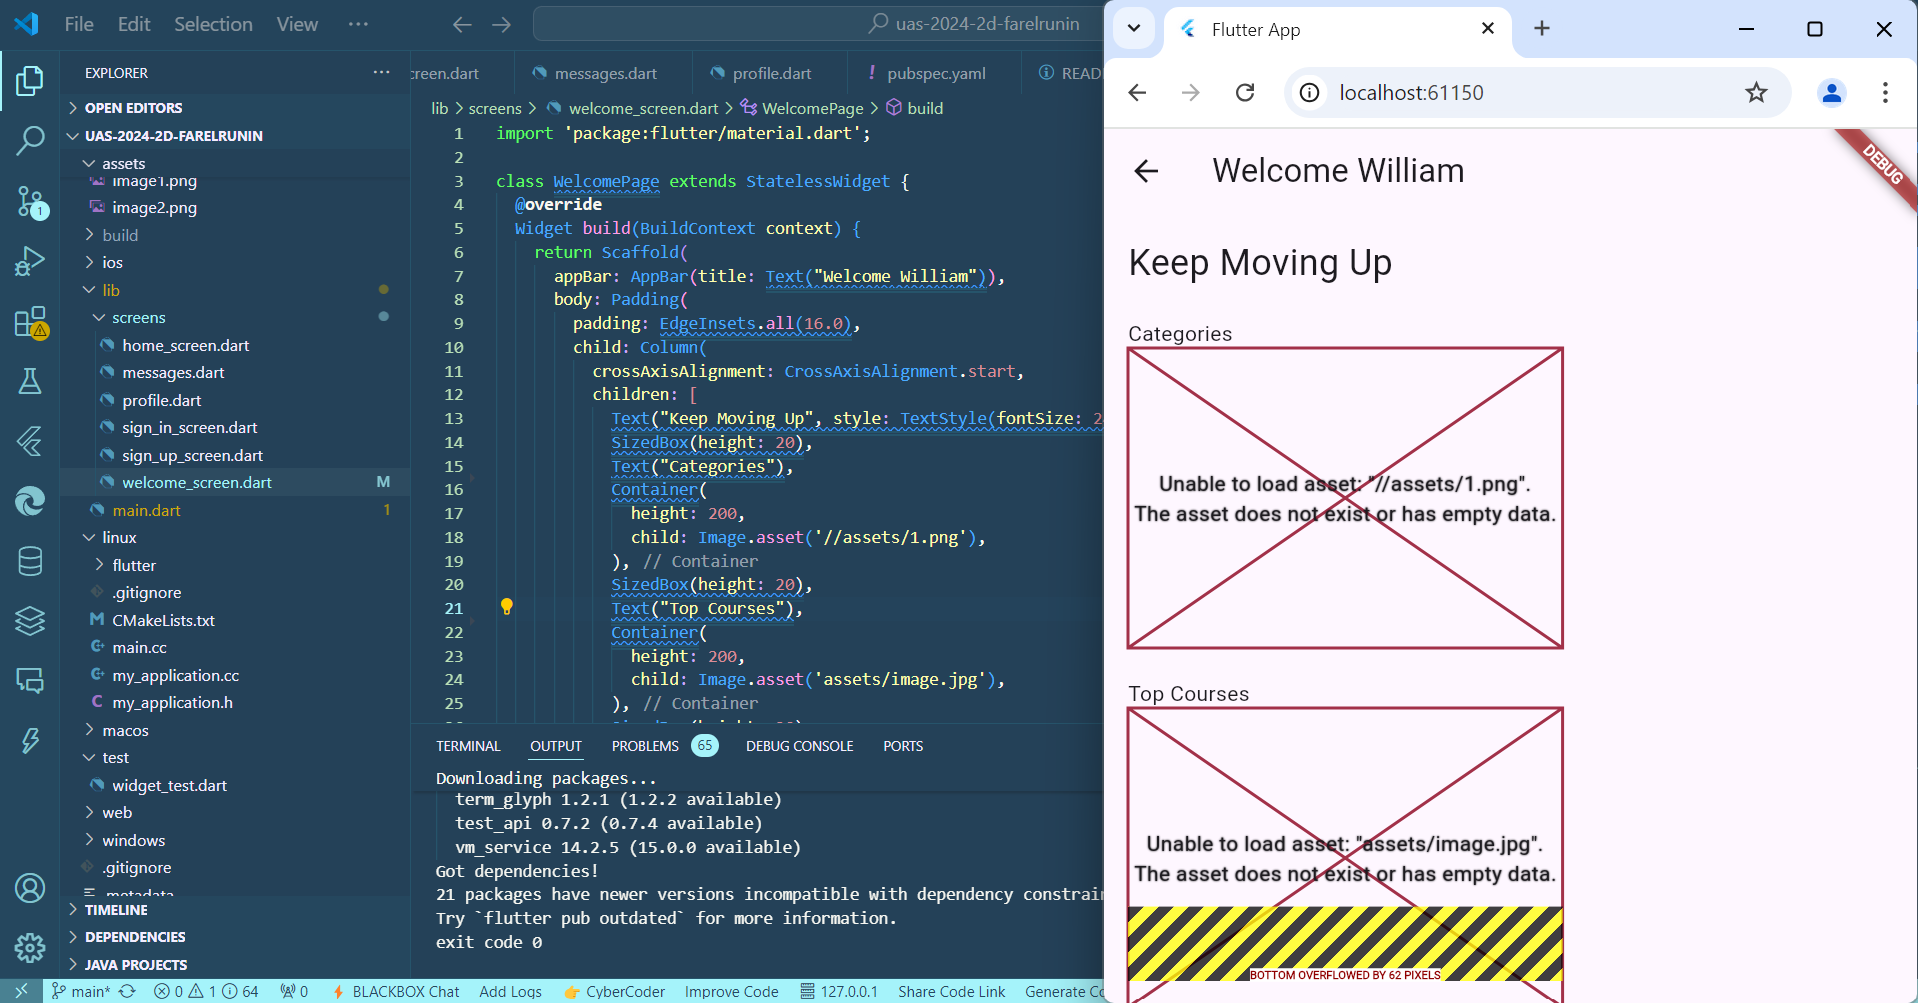 File Edit Selection View ···
uas-2024-2d-farelrunin
EXPLORER
OPEN EDITORS
UAS-2024-2D-FARELRUNIN
assets
image1.png
image2.png
build
ios
lib
screens
home_screen.dart
messages.dart
profile.dart
sign_in_screen.dart
sign_up_screen.dart
welcome_screen.dart M
main.dart 1
linux
flutter
.gitignore
CMakeLists.txt
main.cc
my_application.cc
my_application.h
macos
test
widget_test.dart
web
windows
.gitignore
.metadata
TIMELINE
DEPENDENCIES
JAVA PROJECTS
creen.dart messages.dart profile.dart pubspec.yaml READ
lib > screens > welcome_screen.dart > WelcomePage > build
1 import 'package:flutter/material.dart';
2
3 class WelcomePage extends StatelessWidget {
4 @override
5 Widget build(BuildContext context) {
6 return Scaffold(
7 appBar: AppBar(title: Text("Welcome William")),
8 body: Padding(
9 padding: EdgeInsets.all(16.0),
10 child: Column(
11 crossAxisAlignment: CrossAxisAlignment.start,
12 children: [
13 Text("Keep Moving Up", style: TextStyle(fontSize: 2
14 SizedBox(height: 20),
15 Text("Categories"),
16 Container(
17 height: 200,
18 child: Image.asset('//assets/1.png'),
19 ), // Container
20 SizedBox(height: 20),
21 Text("Top Courses"),
22 Container(
23 height: 200,
24 child: Image.asset('assets/image.jpg'),
25 ), // Container
TERMINAL OUTPUT PROBLEMS 65 DEBUG CONSOLE PORTS
Downloading packages...
term_glyph 1.2.1 (1.2.2 available)
test_api 0.7.2 (0.7.4 available)
vm_service 14.2.5 (15.0.0 available)
Got dependencies!
21 packages have newer versions incompatible with dependency constrai
Try `flutter pub outdated` for more information.
exit code 0
main* 0 1 64 0 BLACKBOX Chat Add Logs CyberCoder Improve Code 127.0.0.1 Share Code Link Generate Co
Flutter App
localhost:61150
DEBUG
Welcome William
Keep Moving Up
Categories
Unable to load asset: "//assets/1.png".
The asset does not exist or has empty data.
Top Courses
Unable to load asset: "assets/image.jpg".
The asset does not exist or has empty data.
BOTTOM OVERFLOWED BY 62 PIXELS
1